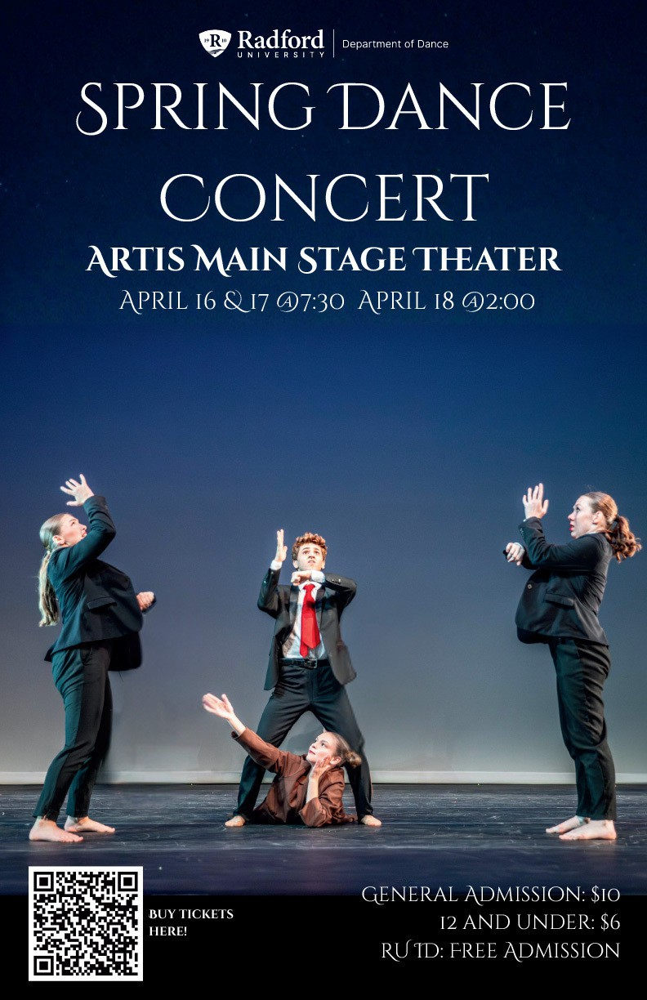 1910 R Radford UNIVERSITY | Department of Dance
SPRING DANCE
CONCERT
ARTIS MAIN STAGE THEATER
APRIL 16 & 17 @7:30 APRIL 18 @2:00
BUY TICKETS
HERE!
GENERAL ADMISSION: $10
12 AND UNDER: $6
RU ID: FREE ADMISSION